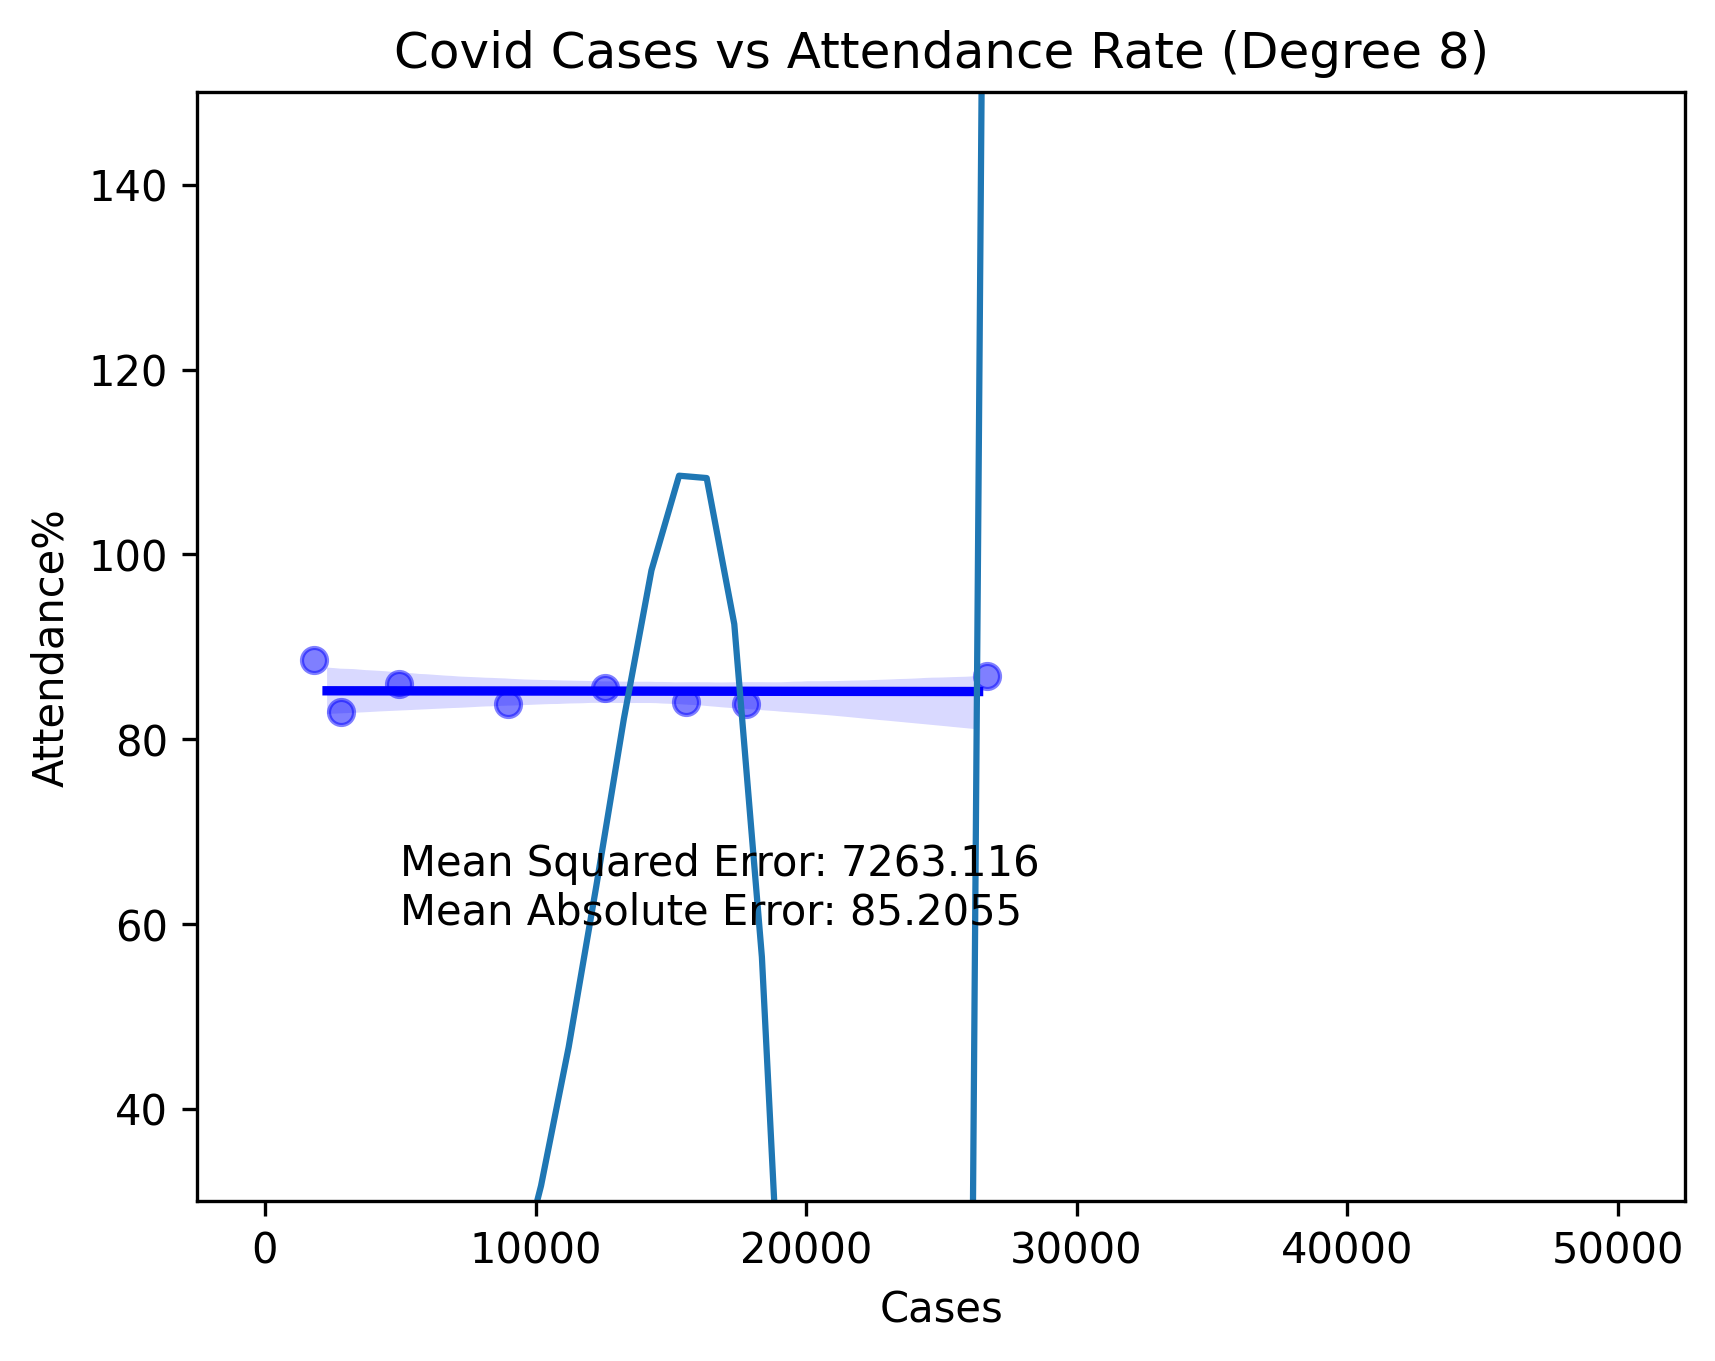 Covid Cases vs Attendance Rate (Degree 8)
140
120
100
80
60
40
Attendance%
Mean Squared Error: 7263.116
Mean Absolute Error: 85.2055
0 10000 20000 30000 40000 50000
Cases